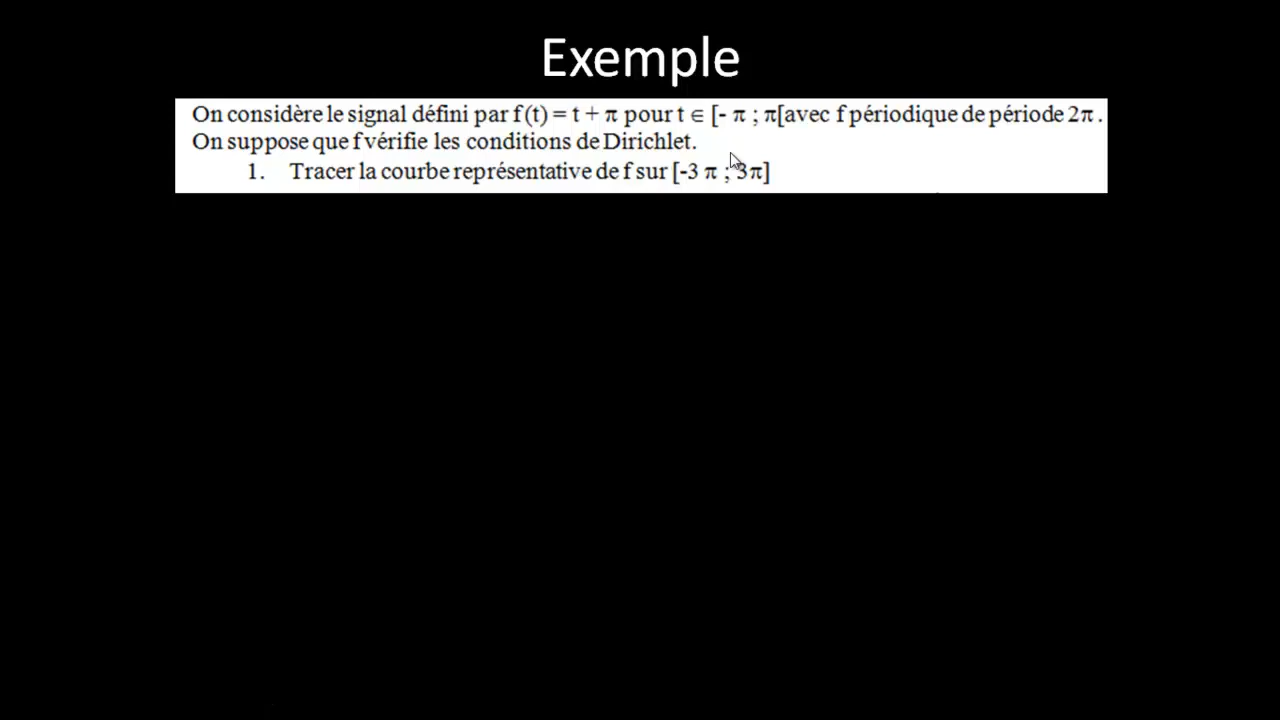 Exemple
On considère le signal défini par f(t) = t + π pour t ∈ [- π ; π[avec f périodique de période 2π .
On suppose que f vérifie les conditions de Dirichlet.
1. Tracer la courbe représentative de f sur [-3 π ; 3π]